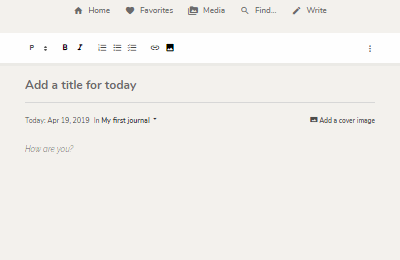 Home Favorites Media Find... Write
P B I
Add a title for today
Today: Apr 19, 2019 In My first journal Add a cover image
How are you?